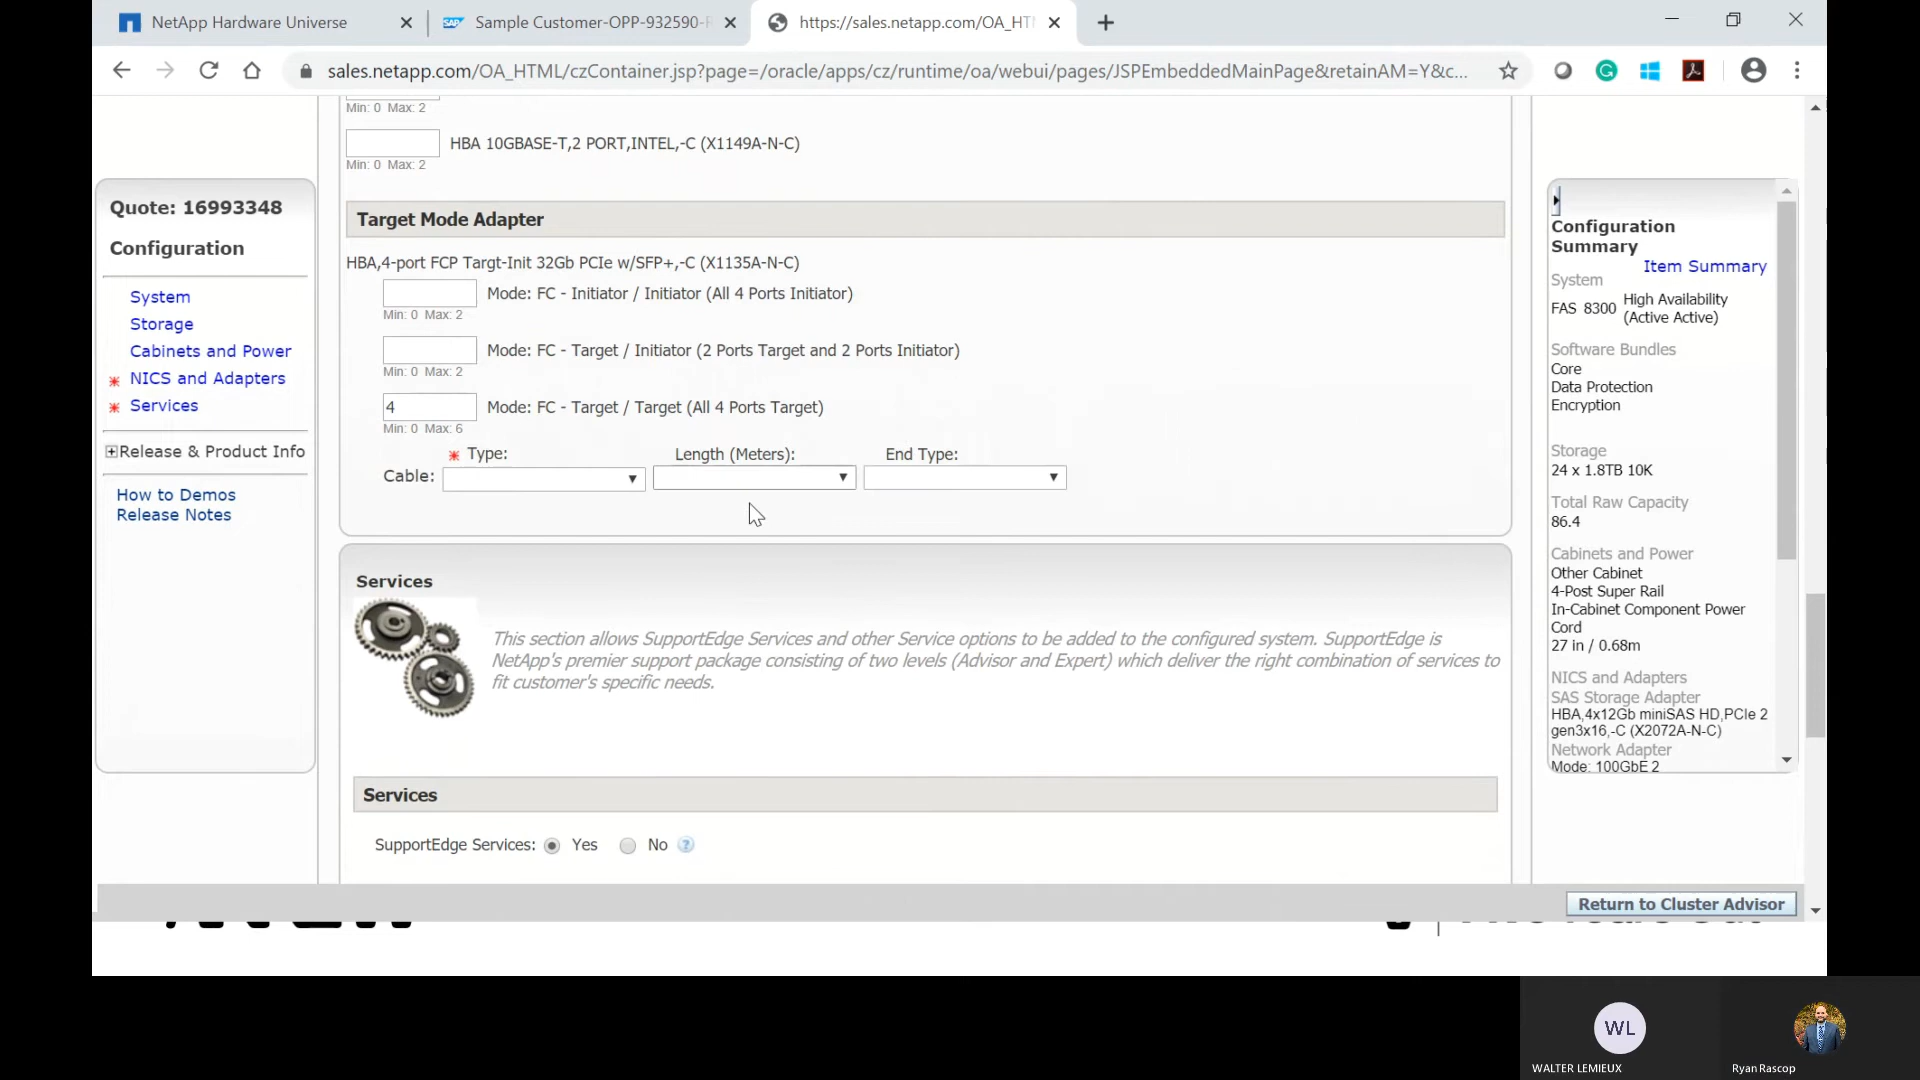 NetApp Hardware Universe
SAP Sample Customer-OPP-932590-
https://sales.netapp.com/OA_HTM
sales.netapp.com/OA_HTML/czContainer.jsp?page=/oracle/apps/cz/runtime/oa/webui/pages/JSPEmbeddedMainPage&retainAM=Y&c...
Min: 0 Max: 2
HBA 10GBASE-T,2 PORT,INTEL,-C (X1149A-N-C)
Min: 0 Max: 2
Target Mode Adapter
HBA,4-port FCP Targt-Init 32Gb PCIe w/SFP+,-C (X1135A-N-C)
Mode: FC - Initiator / Initiator (All 4 Ports Initiator)
Min: 0 Max: 2
Mode: FC - Target / Initiator (2 Ports Target and 2 Ports Initiator)
Min: 0 Max: 2
4 Mode: FC - Target / Target (All 4 Ports Target)
Min: 0 Max: 6
Type: Length (Meters): End Type:
Cable:
Services
This section allows SupportEdge Services and other Service options to be added to the configured system. SupportEdge is
NetApp's premier support package consisting of two levels (Advisor and Expert) which deliver the right combination of services to
fit customer's specific needs.
Services
SupportEdge Services: Yes No ?
Quote: 16993348
Configuration
System
Storage
Cabinets and Power
NICS and Adapters
Services
Release & Product Info
How to Demos
Release Notes
Configuration
Summary
Item Summary
System
FAS 8300 High Availability
(Active Active)
Software Bundles
Core
Data Protection
Encryption
Storage
24 x 1.8TB 10K
Total Raw Capacity
86.4
Cabinets and Power
Other Cabinet
4-Post Super Rail
In-Cabinet Component Power
Cord
27 in / 0.68m
NICS and Adapters
SAS Storage Adapter
HBA,4x12Gb miniSAS HD,PCIe 2
gen3x16,-C (X2072A-N-C)
Network Adapter
Mode: 100GbE 2
Return to Cluster Advisor
WL
WALTER LEMIEUX
Ryan Rascop